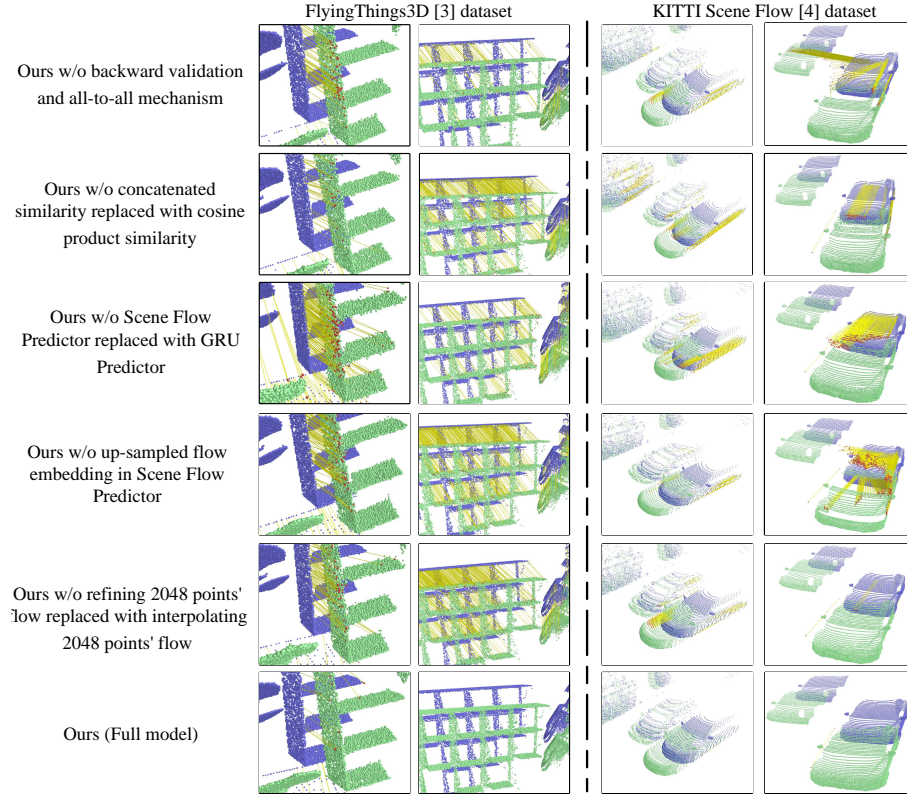 FlyingThings3D [3] dataset
KITTI Scene Flow [4] dataset
Ours w/o backward validation
and all-to-all mechanism
Ours w/o concatenated
similarity replaced with cosine
product similarity
Ours w/o Scene Flow
Predictor replaced with GRU
Predictor
Ours w/o up-sampled flow
embedding in Scene Flow
Predictor
Ours w/o refining 2048 points'
flow replaced with interpolating
2048 points' flow
Ours (Full model)